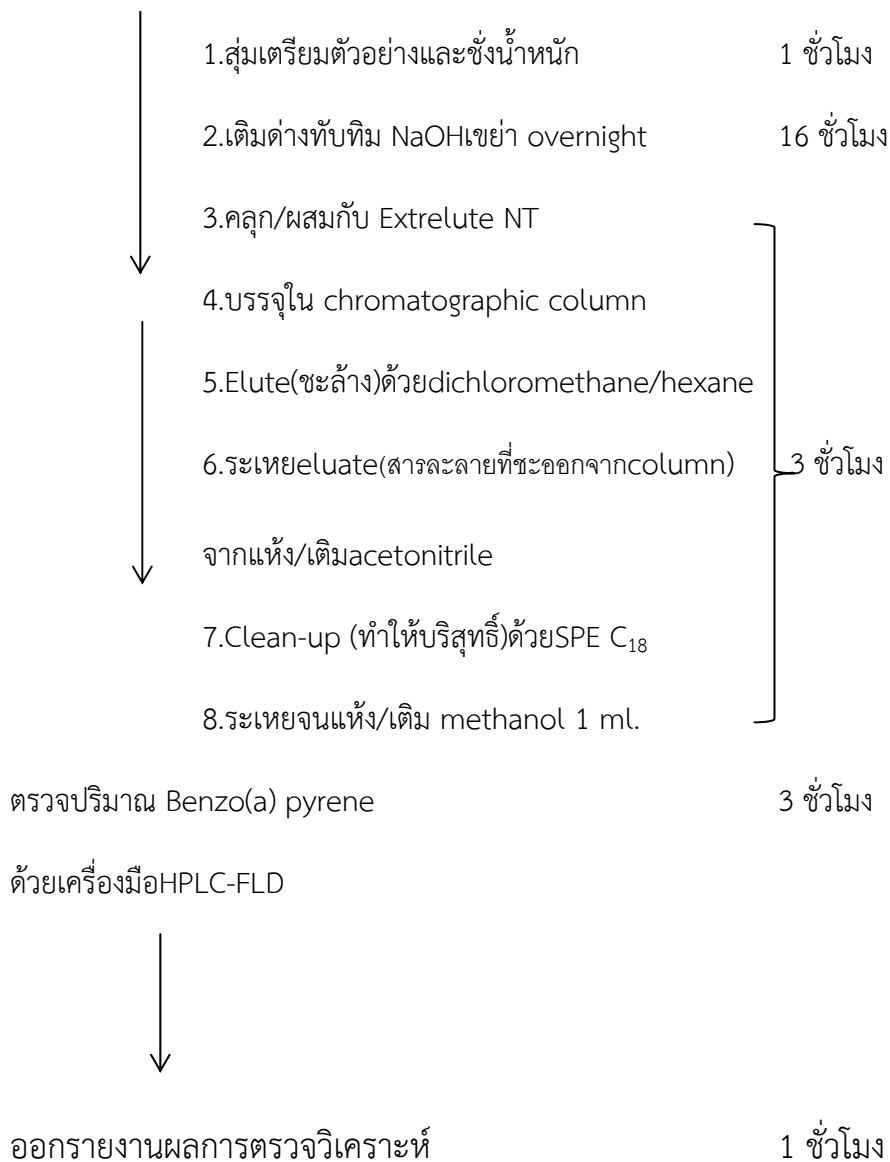 1.สุ่มเตรียมตัวอย่างและชั่งน้ำหนัก 1 ชั่วโมง
2.เติมด่างทับทิม NaOHเขย่า overnight 16 ชั่วโมง
3.คลุก/ผสมกับ Extrelute NT
4.บรรจุใน chromatographic column
5.Elute(ชะล้าง)ด้วยdichloromethane/hexane
6.ระเหยeluate(สารละลายที่ชะออกจากcolumn) 3 ชั่วโมง
จากแห้ง/เติมacetonitrile
7.Clean-up (ทำให้บริสุทธิ์)ด้วยSPE C18
8.ระเหยจนแห้ง/เติม methanol 1 ml.
ตรวจปริมาณ Benzo(a) pyrene 3 ชั่วโมง
ด้วยเครื่องมือHPLC-FLD
ออกรายงานผลการตรวจวิเคราะห์ 1 ชั่วโมง